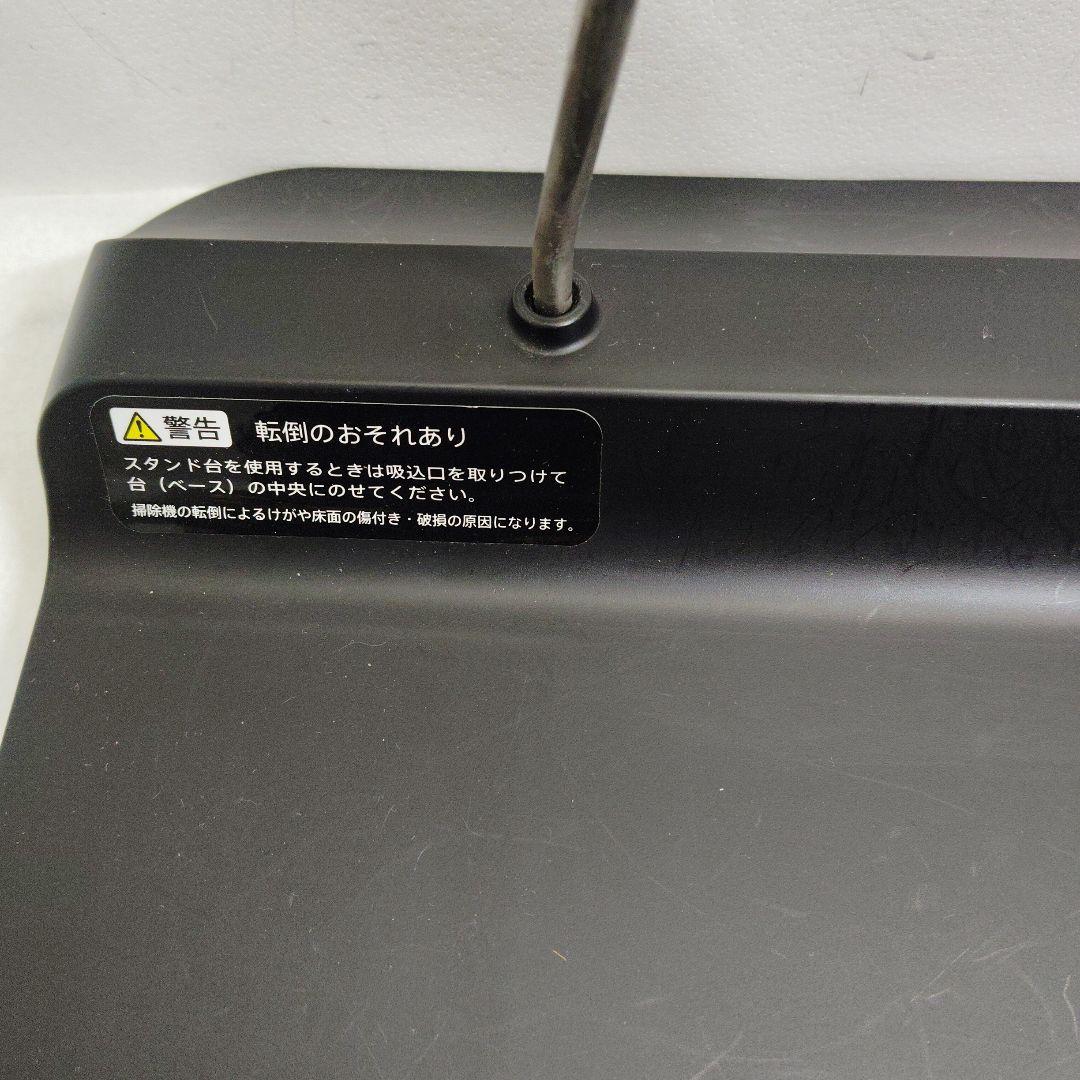 警告 転倒のおそれあり
スタンド台を使用するときは吸込口を取りつけて
台（ベース）の中央にのせてください。
掃除機の転倒によるけがや床面の傷付き・破損の原因になります。